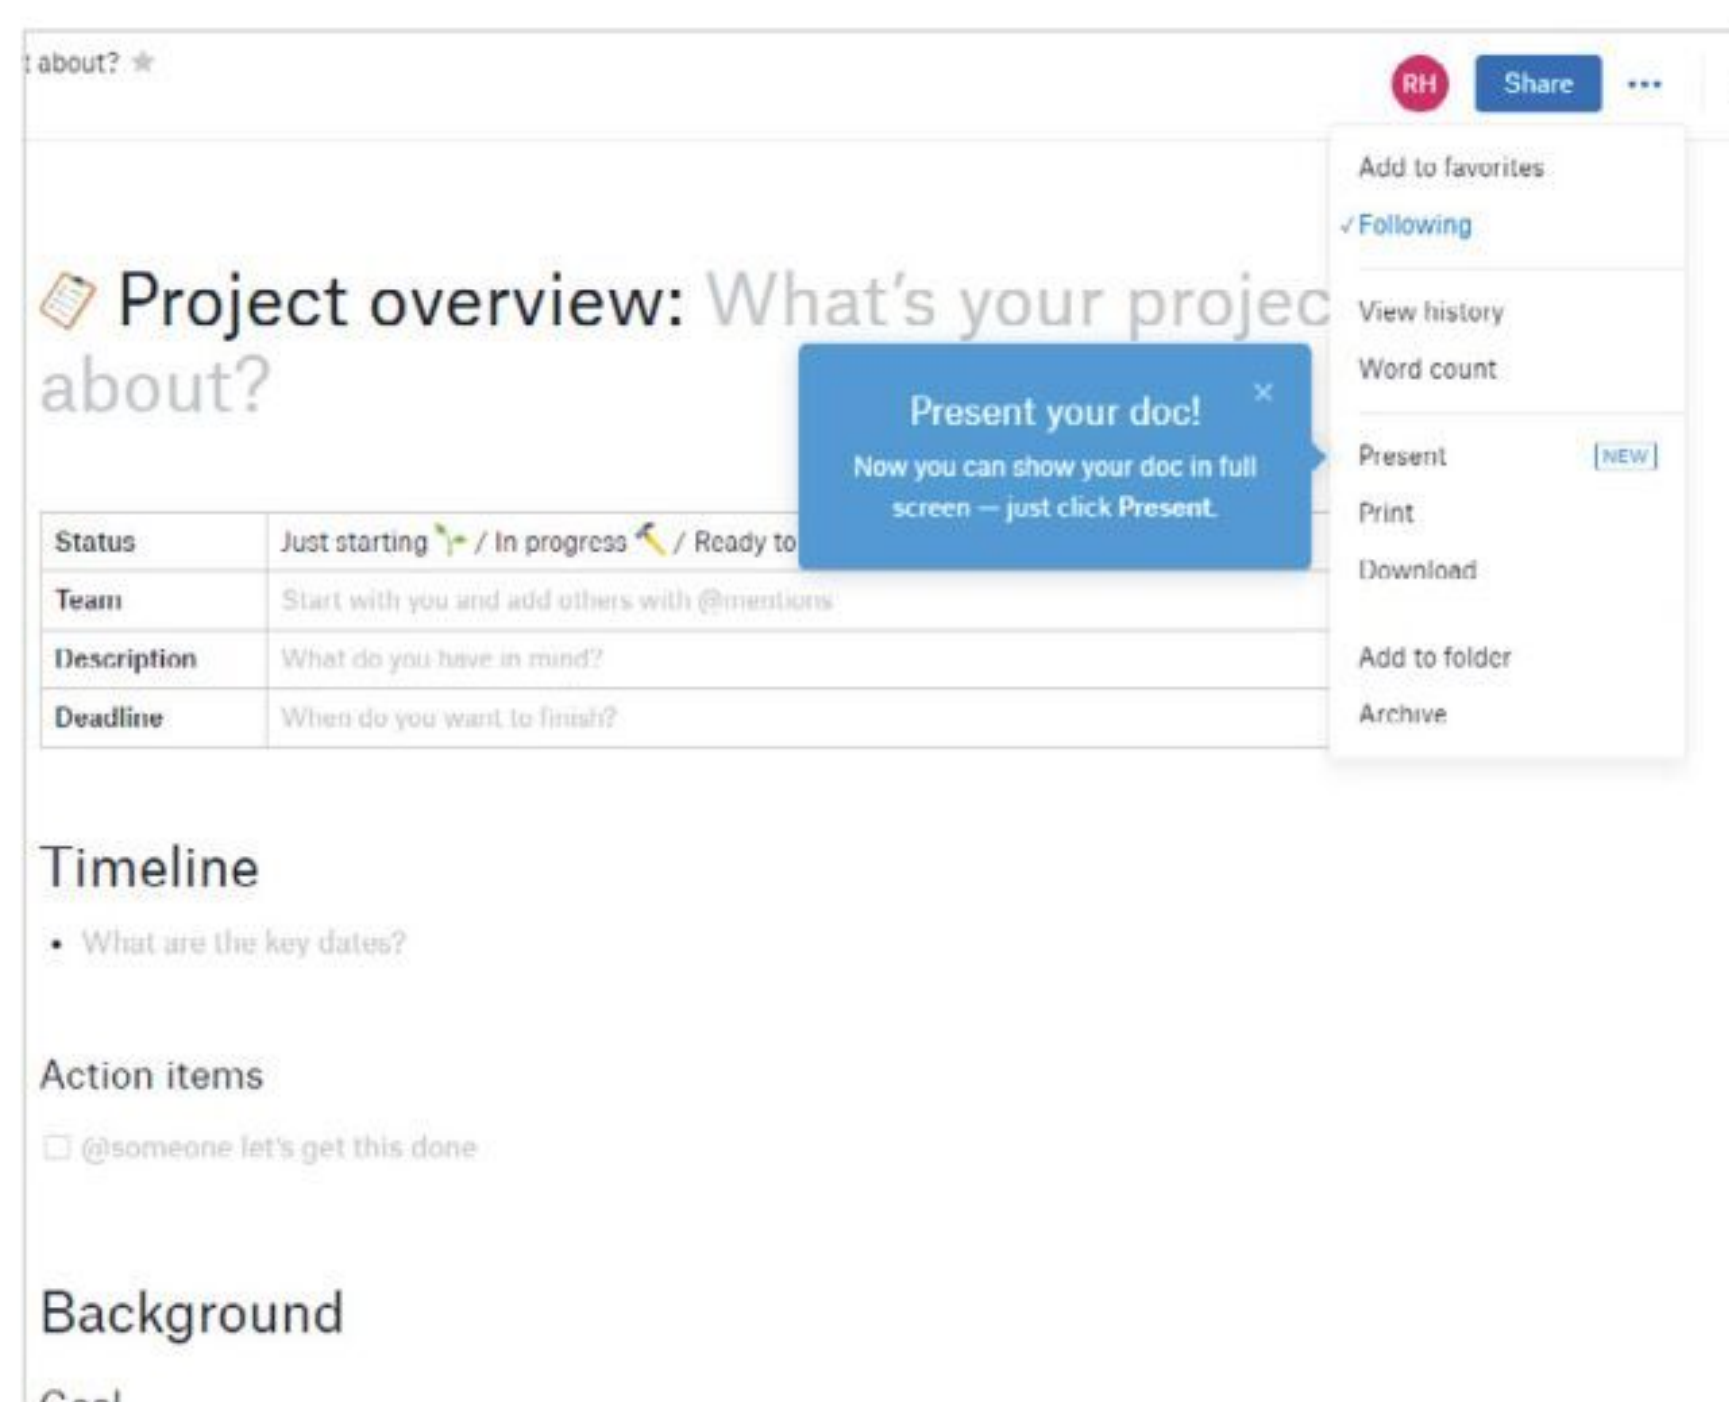 about?
RH
Share
Add to favorites
Following
View history
Word count
Present NEW
Print
Download
Add to folder
Archive
Project overview: What's your projec
about?
Present your doc!
Now you can show your doc in full
screen — just click Present.
Status Just starting / In progress / Ready to
Team Start with you and add others with @mentions
Description What do you have in mind?
Deadline When do you want to finish?
Timeline
• What are the key dates?
Action items
@someone let's get this done
Background